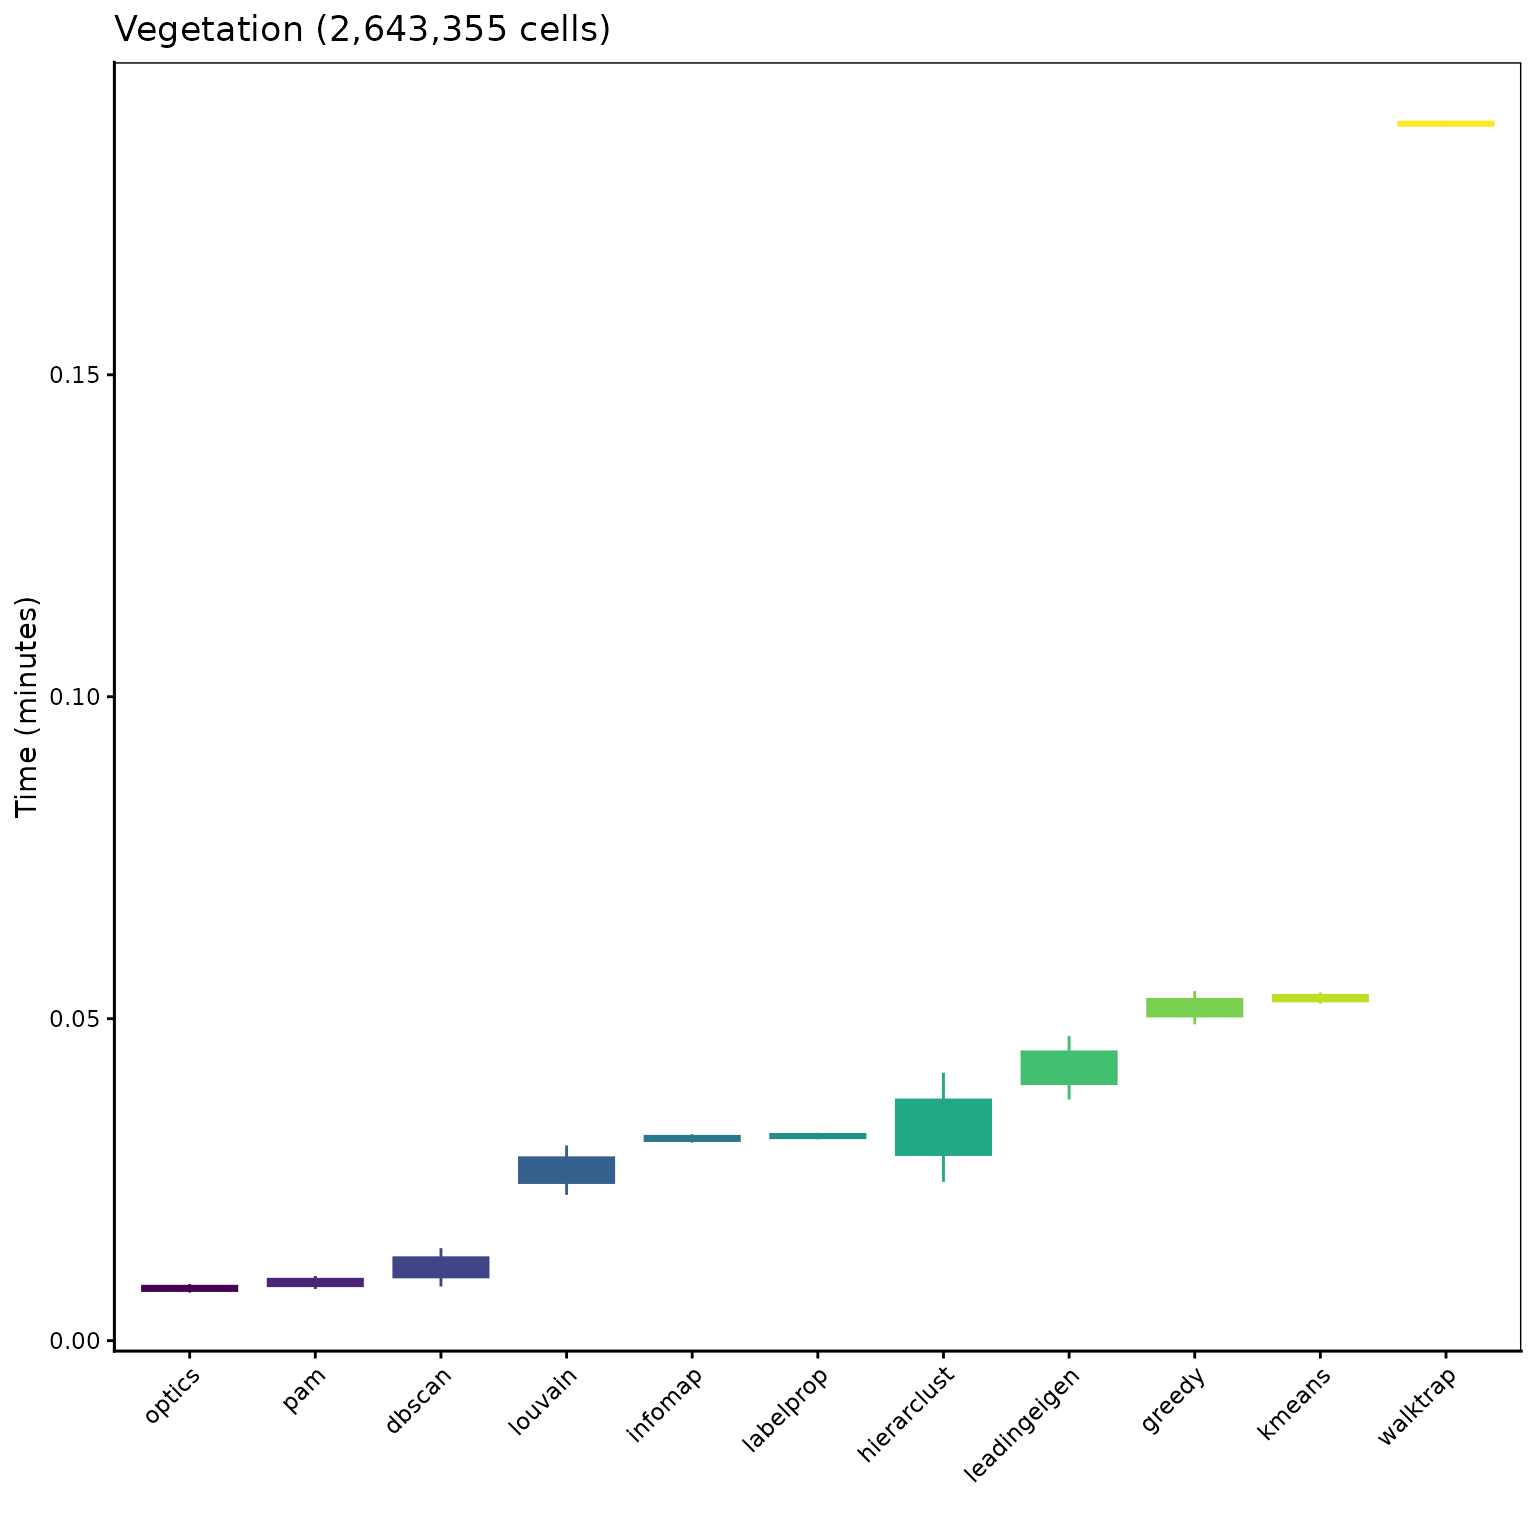 Vegetation (2,643,355 cells)
Time (minutes)
0.15
0.10
0.05
0.00
optics
pam
dbscan
louvain
infomap
labelprop
hierarclust
leadingeigen
greedy
kmeans
walktrap